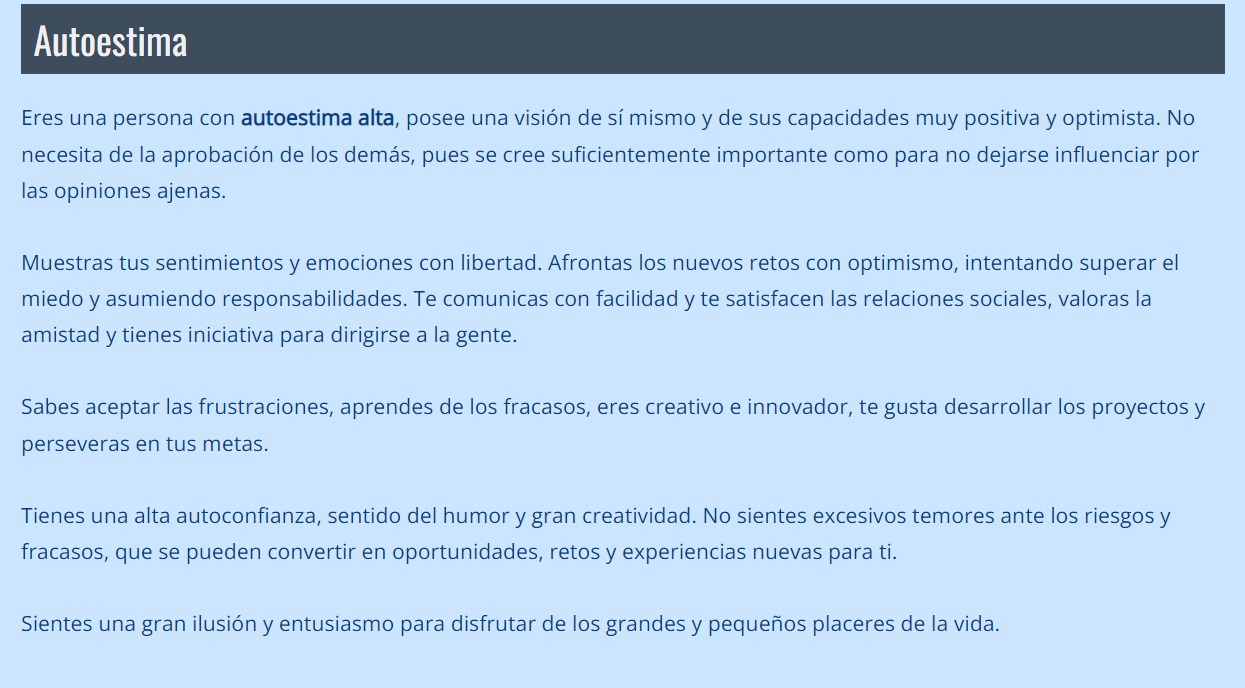 Autoestima
Eres una persona con autoestima alta, posee una visión de sí mismo y de sus capacidades muy positiva y optimista. No
necesita de la aprobación de los demás, pues se cree suficientemente importante como para no dejarse influenciar por
las opiniones ajenas.
Muestras tus sentimientos y emociones con libertad. Afrontas los nuevos retos con optimismo, intentando superar el
miedo y asumiendo responsabilidades. Te comunicas con facilidad y te satisfacen las relaciones sociales, valoras la
amistad y tienes iniciativa para dirigirse a la gente.
Sabes aceptar las frustraciones, aprendes de los fracasos, eres creativo e innovador, te gusta desarrollar los proyectos y
perseveras en tus metas.
Tienes una alta autoconfianza, sentido del humor y gran creatividad. No sientes excesivos temores ante los riesgos y
fracasos, que se pueden convertir en oportunidades, retos y experiencias nuevas para ti.
Sientes una gran ilusión y entusiasmo para disfrutar de los grandes y pequeños placeres de la vida.